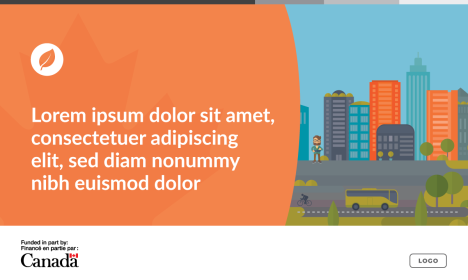 Lorem ipsum dolor sit amet,
consectetuer adipiscing
elit, sed diam nonummy
nibh euismod dolor
Funded in part by:
Financé en partie par :
Canada
LOGO